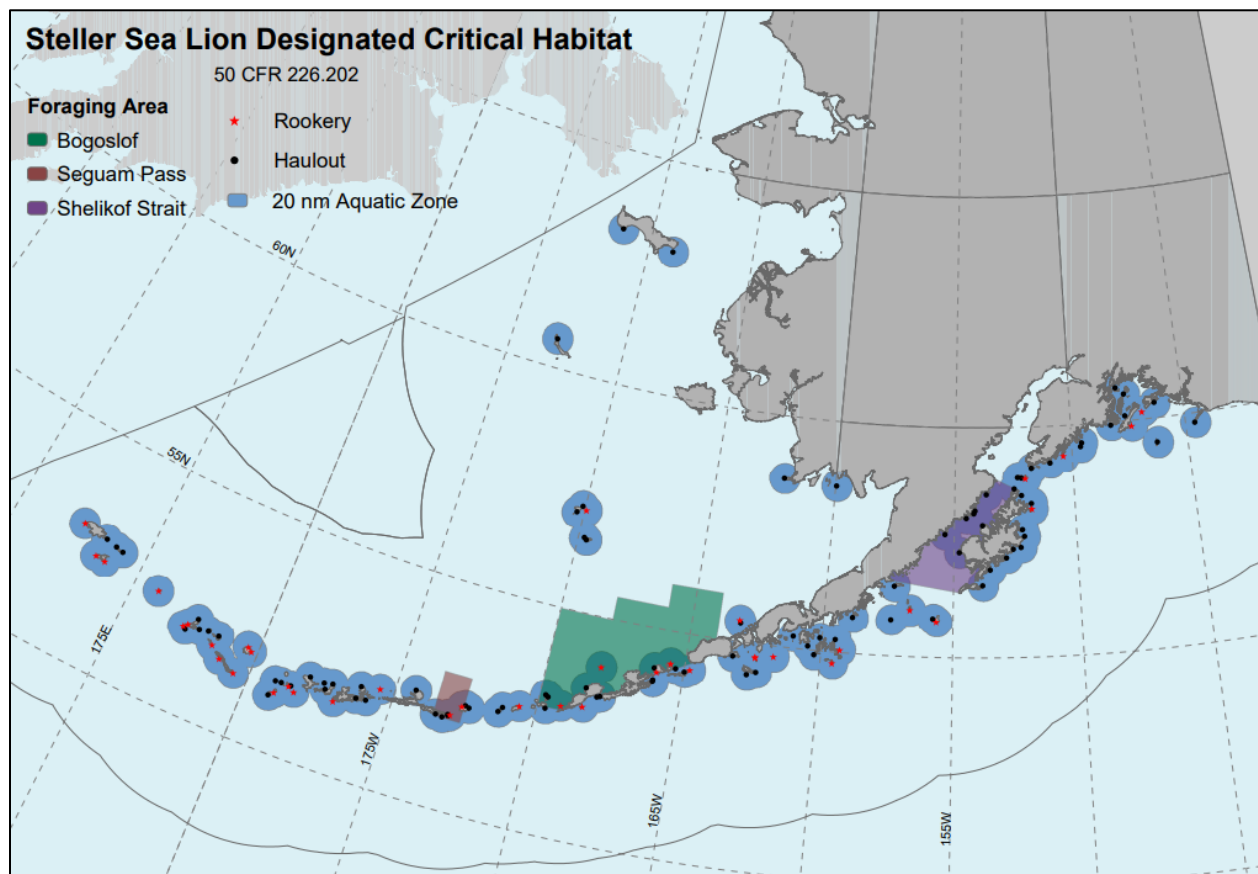 Steller Sea Lion Designated Critical Habitat
50 CFR 226.202
Foraging Area
Bogoslof
Seguam Pass
Shelikof Strait
Rookery
Haulout
20 nm Aquatic Zone
60N
55N
175E
175W
165W
155W